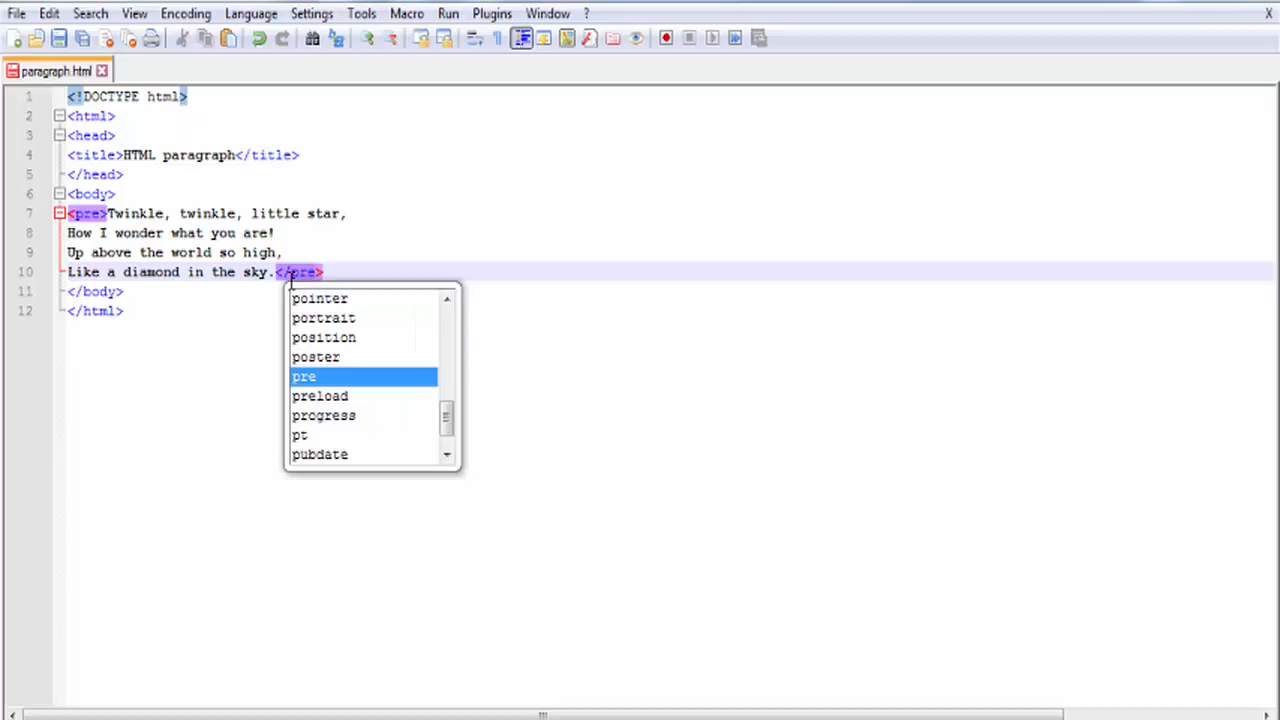 File Edit Search View Encoding Language Settings Tools Macro Run Plugins Window ? X
paragraph.html
1 <!DOCTYPE html>
2 <html>
3 <head>
4 <title>HTML paragraph</title>
5 </head>
6 <body>
7 <pre>Twinkle, twinkle, little star,
8 How I wonder what you are!
9 Up above the world so high,
10 Like a diamond in the sky.</pre>
11 </body>
12 </html>
pointer
portrait
position
poster
pre
preload
progress
pt
pubdate